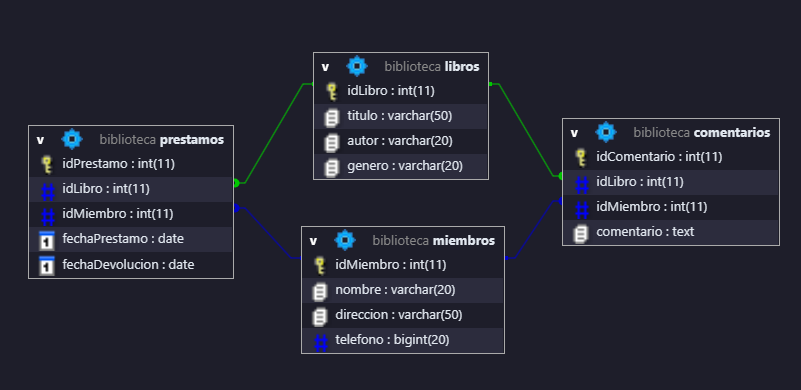 v biblioteca prestamos
idPrestamo : int(11)
idLibro : int(11)
idMiembro : int(11)
fechaPrestamo : date
fechaDevolucion : date
v biblioteca libros
idLibro : int(11)
titulo : varchar(50)
autor : varchar(20)
genero : varchar(20)
v biblioteca miembros
idMiembro : int(11)
nombre : varchar(20)
direccion : varchar(50)
telefono : bigint(20)
v biblioteca comentarios
idComentario : int(11)
idLibro : int(11)
idMiembro : int(11)
comentario : text